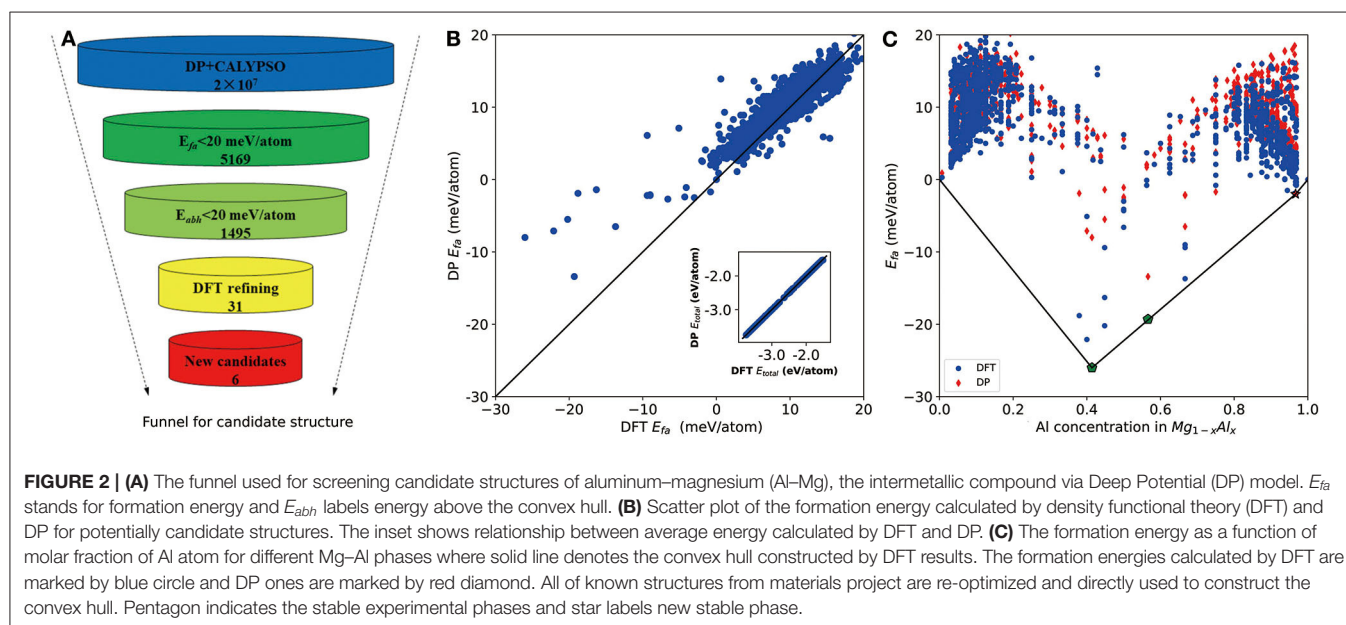 A
DP+CALYPSO
2×10⁷
E_fa<20 meV/atom
5169
E_abh<20 meV/atom
1495
DFT refining
31
New candidates
6
Funnel for candidate structure
B
20
10
0
-10
-20
-30
DP E_fa (meV/atom)
−30
−20
−10
0
10
20
DFT E_fa (meV/atom)
-2.0
-3.0
DP E_total (eV/atom)
-3.0
-2.0
DFT E_total (eV/atom)
C
20
10
0
-10
-20
-30
E_fa (meV/atom)
DFT
DP
0.0
0.2
0.4
0.6
0.8
1.0
Al concentration in Mg₁₋ₓAlₓ
FIGURE 2 | (A) The funnel used for screening candidate structures of aluminum–magnesium (Al–Mg), the intermetallic compound via Deep Potential (DP) model. E_fa
stands for formation energy and E_abh labels energy above the convex hull. (B) Scatter plot of the formation energy calculated by density functional theory (DFT) and
DP for potentially candidate structures. The inset shows relationship between average energy calculated by DFT and DP. (C) The formation energy as a function of
molar fraction of Al atom for different Mg–Al phases where solid line denotes the convex hull constructed by DFT results. The formation energies calculated by DFT are
marked by blue circle and DP ones are marked by red diamond. All of known structures from materials project are re-optimized and directly used to construct the
convex hull. Pentagon indicates the stable experimental phases and star labels new stable phase.